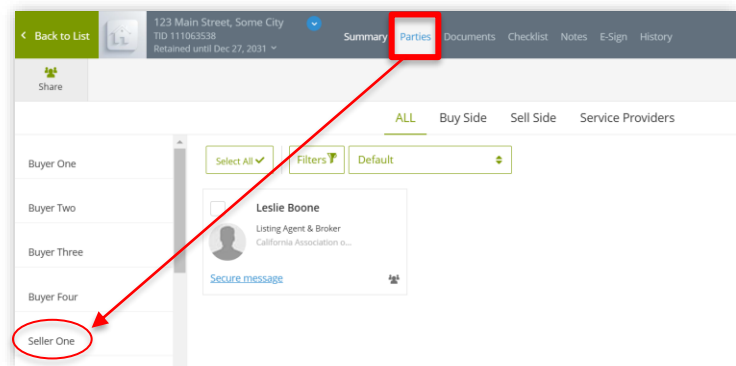 Back to List
123 Main Street, Some City
TID 111063538
Retained until Dec 27, 2031
Summary Parties Documents Checklist Notes E-Sign History
Share
ALL Buy Side Sell Side Service Providers
Buyer One
Buyer Two
Buyer Three
Buyer Four
Seller One
Select All Filters Default
Leslie Boone
Listing Agent & Broker
California Association o...
Secure message